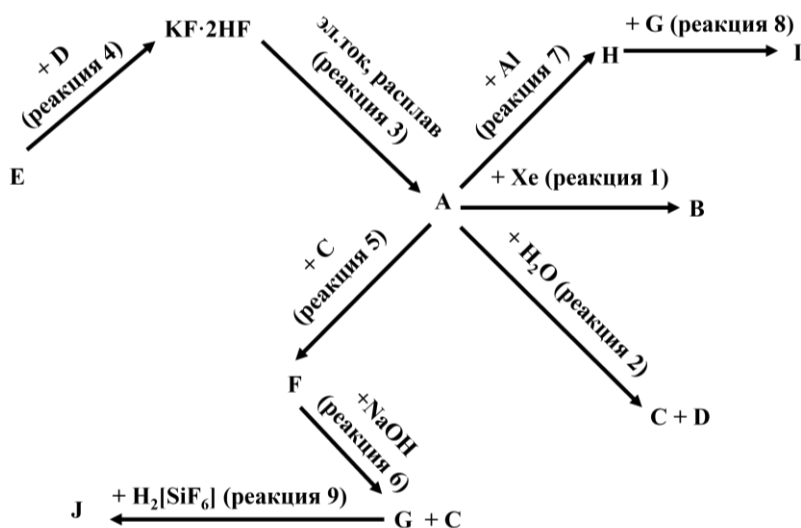 KF·2HF
+ D
(реакция 4)
E
эл.ток, расплав
(реакция 3)
+ Al
(реакция 7)
H
+ G (реакция 8)
I
A
+ Xe (реакция 1)
B
+ H₂O (реакция 2)
C + D
+ C
(реакция 5)
F
+NaOH
(реакция 6)
J
+ H₂[SiF₆] (реакция 9)
G + C